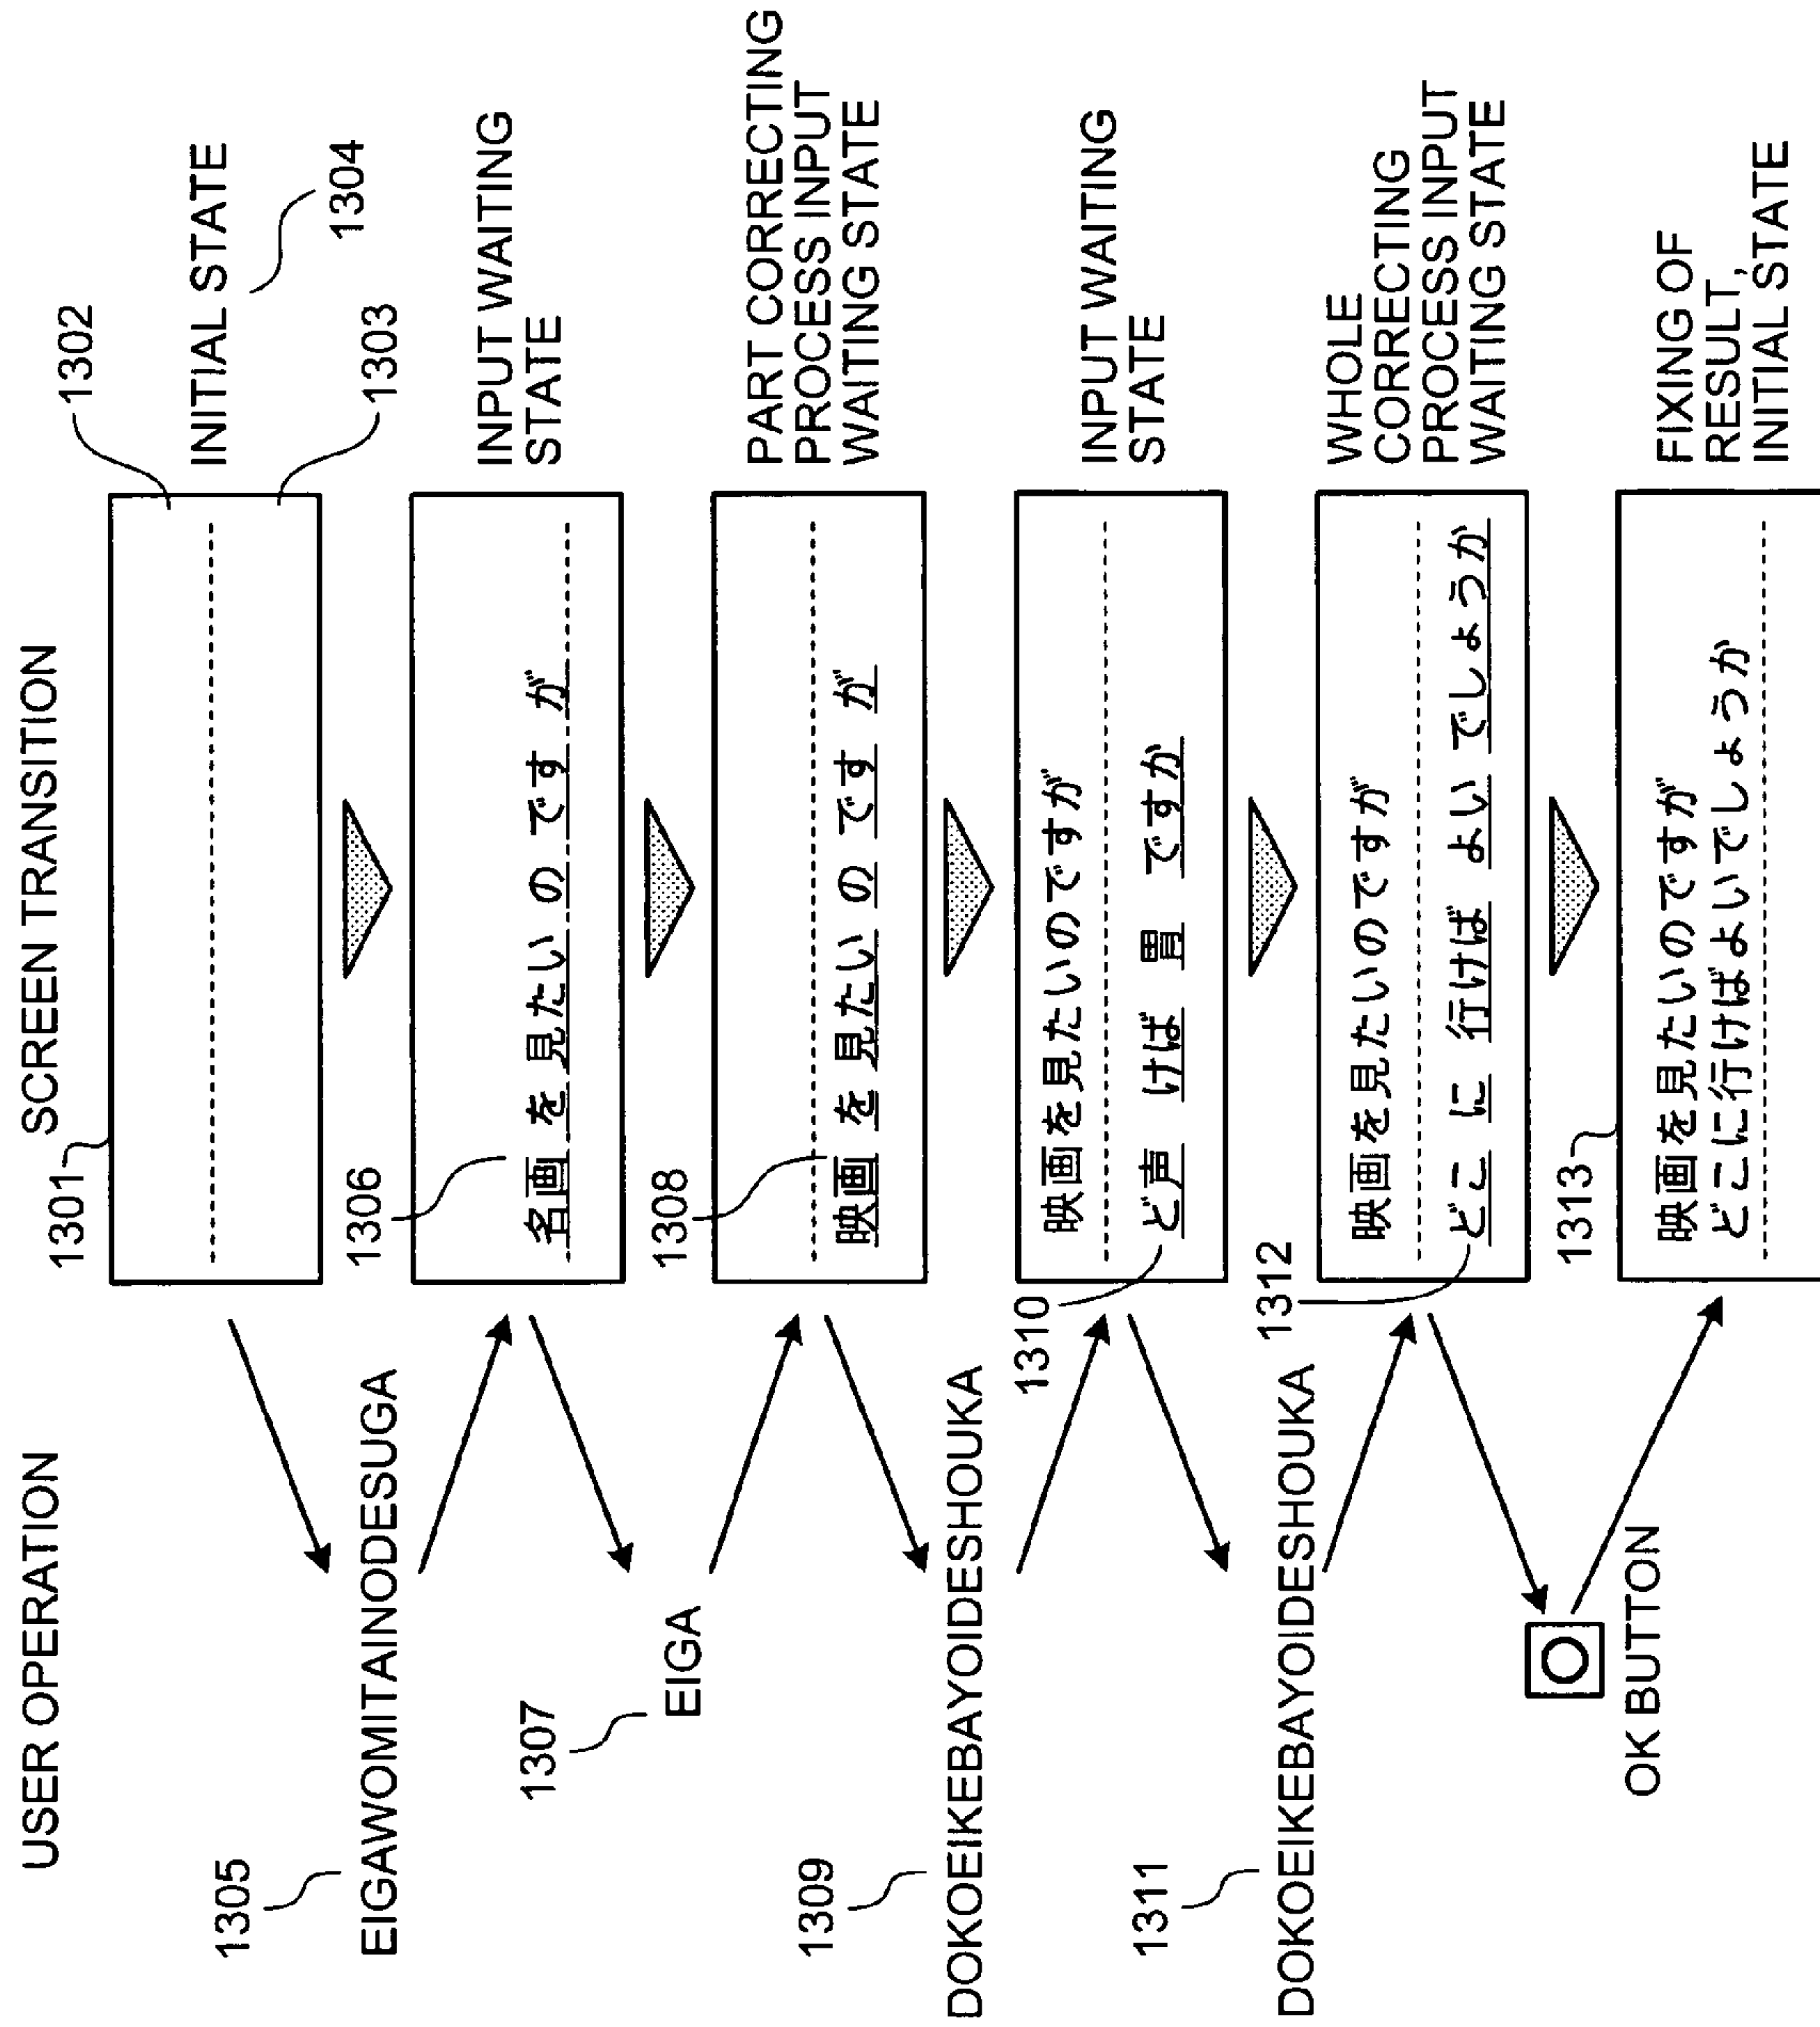 USER OPERATION
SCREEN TRANSITION
1301
1302
INITIAL STATE
1303
1304
1305
EIGAWOMITAINODESUGA
1306
名画 を 見たい の です が
INPUT WAITING
STATE
1307
EIGA
1308
映画 を 見たい の です が
PART CORRECTING
PROCESS INPUT
WAITING STATE
1309
DOKOEIKEBAYOIDESHOUKA
1310
映画を見たいのですが
ど声 けば 胃 ですか
INPUT WAITING
STATE
1311
DOKOEIKEBAYOIDESHOUKA
1312
映画を見たいのですが
どこ に 行けば よい でしょうか
WHOLE
CORRECTING
PROCESS INPUT
WAITING STATE
OK BUTTON
1313
映画を見たいのですが
どこに行けばよいでしょうか
FIXING OF
RESULT,
INITIAL STATE